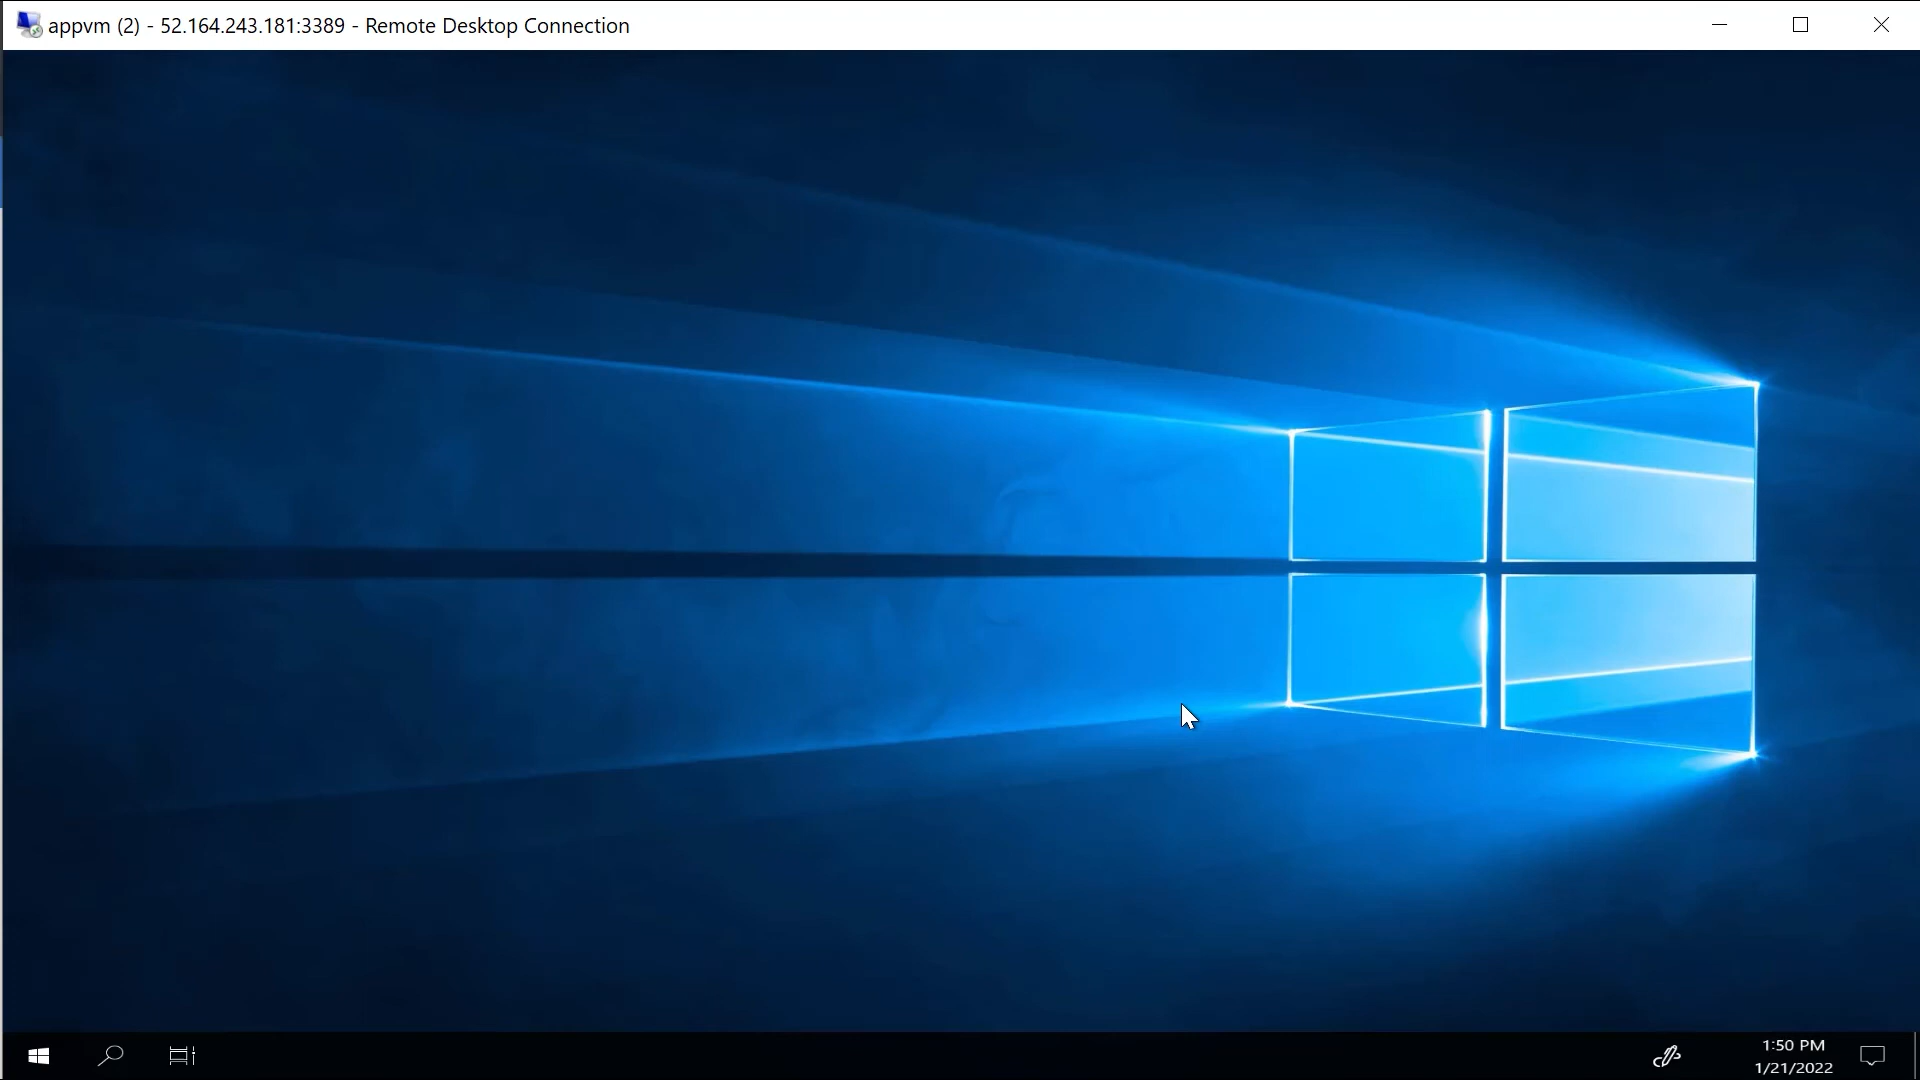 appvm (2) - 52.164.243.181:3389 - Remote Desktop Connection
1:50 PM
1/21/2022